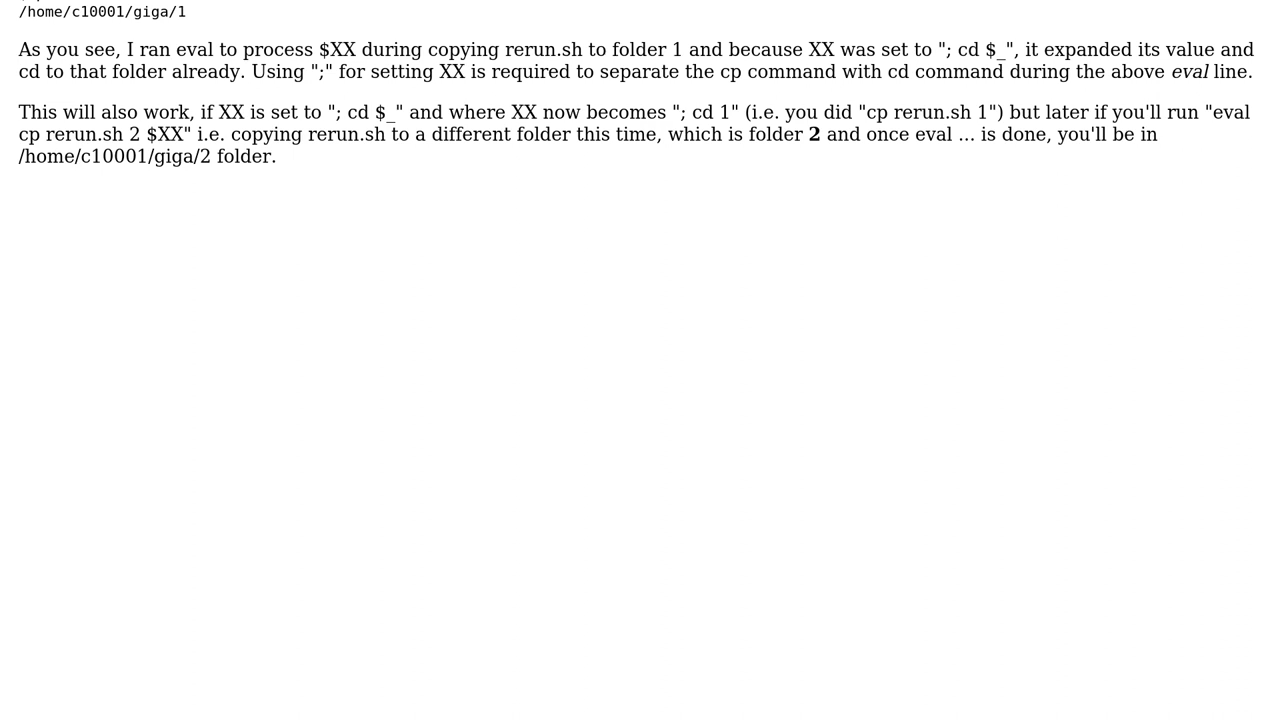 /home/c10001/giga/1
As you see, I ran eval to process $XX during copying rerun.sh to folder 1 and because XX was set to "; cd $_", it expanded its value and
cd to that folder already. Using ";" for setting XX is required to separate the cp command with cd command during the above eval line.
This will also work, if XX is set to "; cd $_" and where XX now becomes "; cd 1" (i.e. you did "cp rerun.sh 1") but later if you'll run "eval
cp rerun.sh 2 $XX" i.e. copying rerun.sh to a different folder this time, which is folder 2 and once eval ... is done, you'll be in
/home/c10001/giga/2 folder.